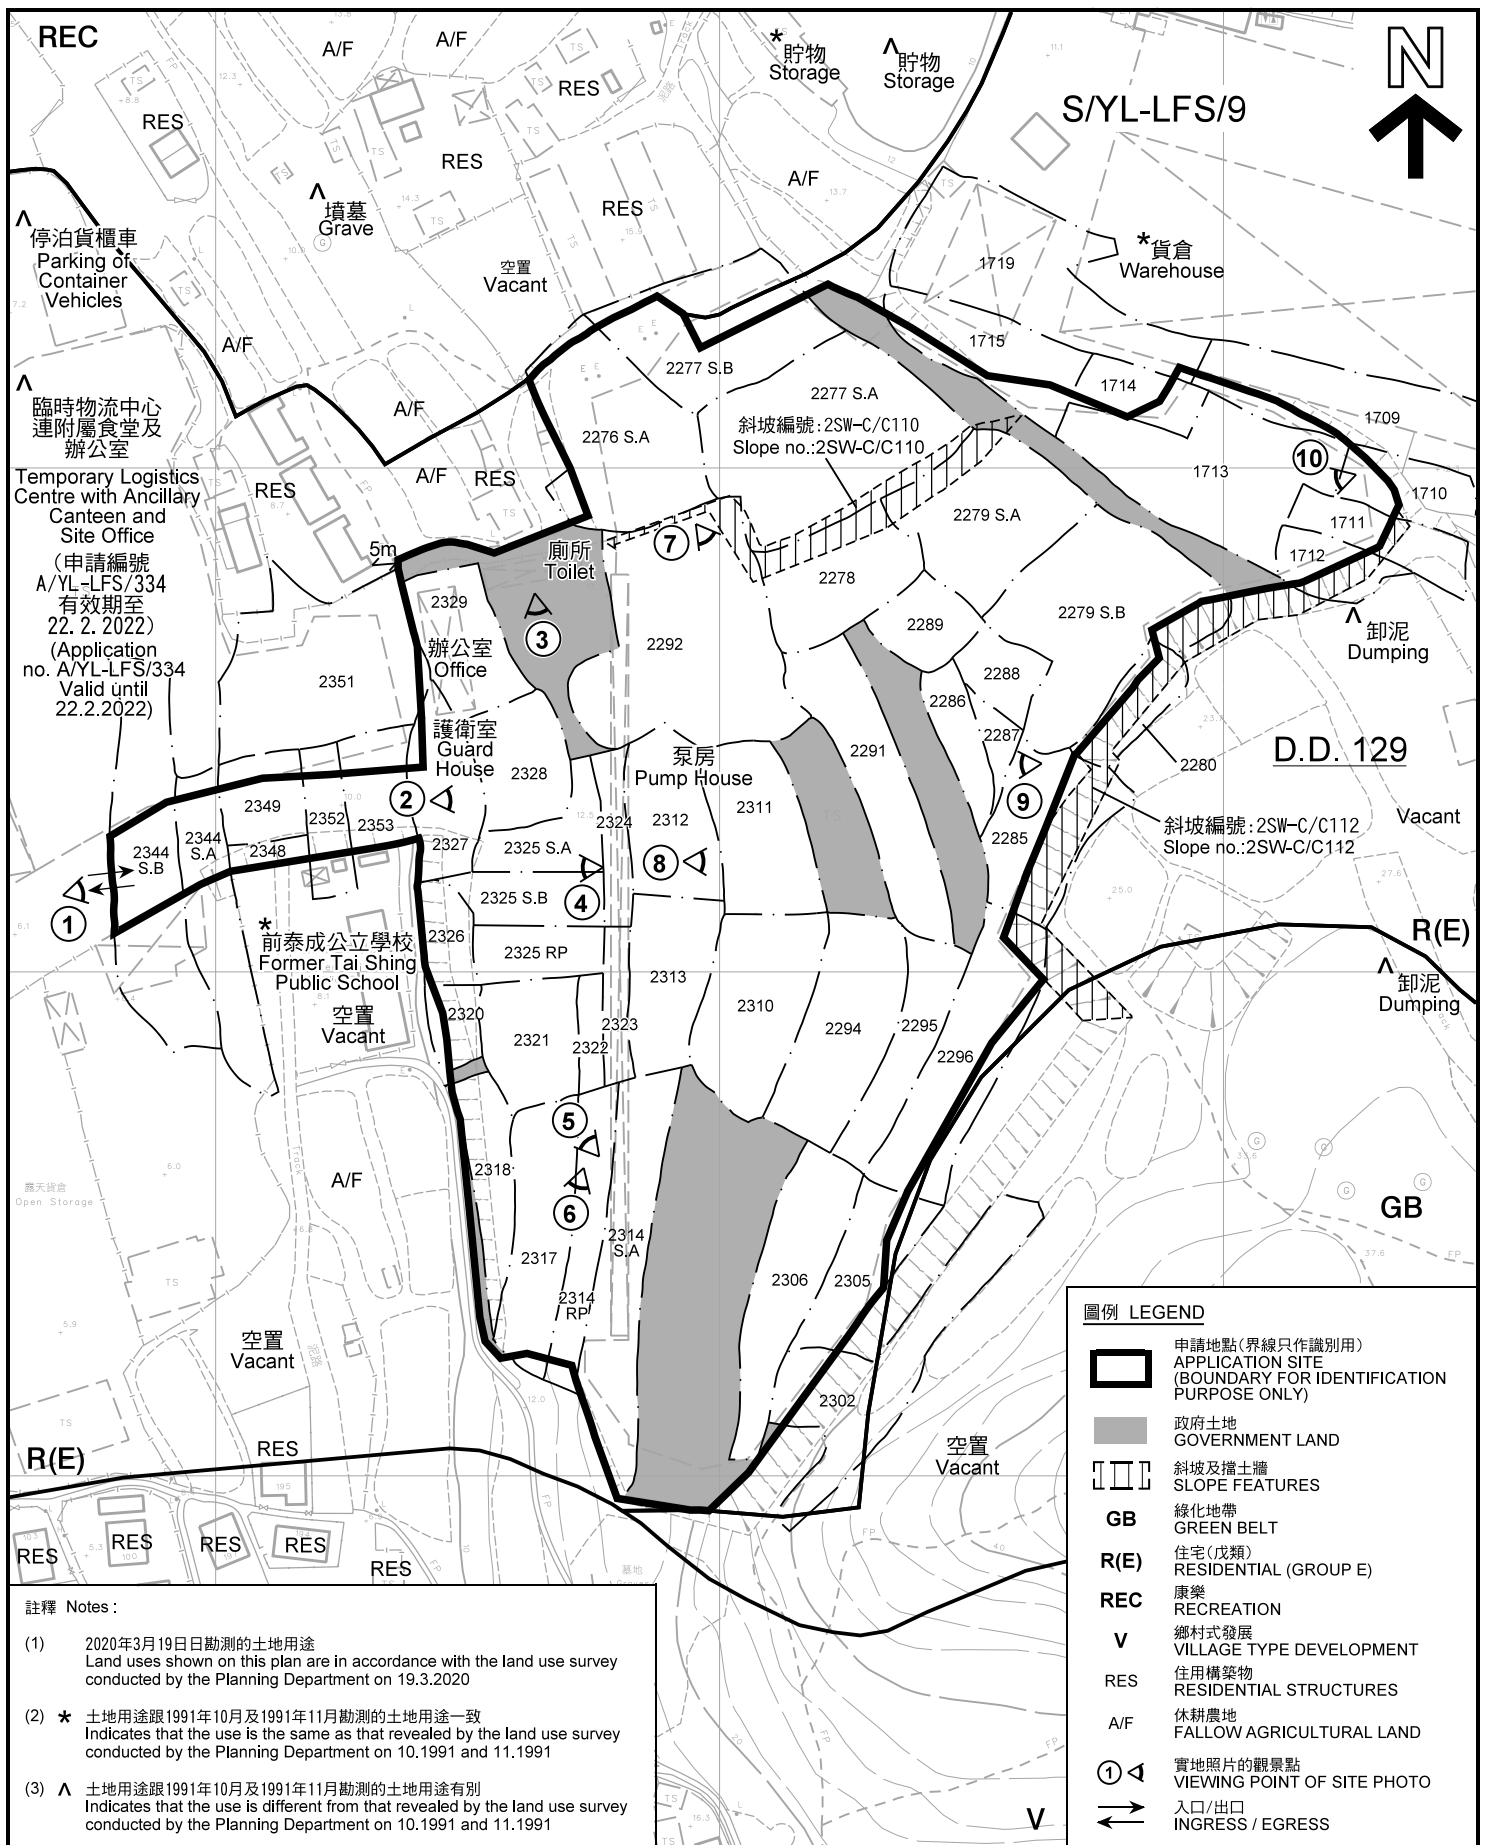 REC
A/F
A/F
RES
RES
RES
RES
A/F
*貯物
Storage
^貯物
Storage
S/YL-LFS/9
N
^
停泊貨櫃車
Parking of
Container
Vehicles
^
墳墓
Grave
空置
Vacant
*貨倉
Warehouse
1719
1715
1714
1709
1710
1713
1711
1712
A/F
A/F
A/F
RES
RES
^
臨時物流中心
連附屬食堂及
辦公室
Temporary Logistics
Centre with Ancillary
Canteen and
Site Office
(申請編號
A/YL-LFS/334
有效期至
22.2.2022)
(Application
no. A/YL-LFS/334
Valid until
22.2.2022)
2277 S.B
2277 S.A
2276 S.A
斜坡編號:2SW-C/C110
Slope no.:2SW-C/C110
2279 S.A
2278
2279 S.B
10
7
5m
廁所
Toilet
3
2329
辦公室
Office
2292
2289
2288
2286
2287
2291
^
卸泥
Dumping
2351
護衛室
Guard
House
2328
泵房
Pump House
2311
2280
D.D. 129
Vacant
9
2285
斜坡編號:2SW-C/C112
Slope no.:2SW-C/C112
2349
2352
2353
2
2344
S.B
2344
S.A
2348
2327
2325 S.A
2324
2312
8
1
4
2325 S.B
2326
2325 RP
*
前泰成公立學校
Former Tai Shing
Public School
空置
Vacant
2313
2310
2294
2295
2296
2320
2321
2322
2323
R(E)
^
卸泥
Dumping
5
6
2318
2317
2314
S.A
2314
RP
2306
2305
2302
A/F
露天貨倉
Open Storage
GB
空置
Vacant
空置
Vacant
R(E)
RES
RES
RES
RES
RES
RES
V
圖例 LEGEND
申請地點(界線只作識別用)
APPLICATION SITE
(BOUNDARY FOR IDENTIFICATION
PURPOSE ONLY)
政府土地
GOVERNMENT LAND
斜坡及擋土牆
SLOPE FEATURES
GB 綠化地帶
GREEN BELT
R(E) 住宅(戊類)
RESIDENTIAL (GROUP E)
REC 康樂
RECREATION
V 鄉村式發展
VILLAGE TYPE DEVELOPMENT
RES 住用構築物
RESIDENTIAL STRUCTURES
A/F 休耕農地
FALLOW AGRICULTURAL LAND
1 實地照片的觀景點
VIEWING POINT OF SITE PHOTO
入口/出口
INGRESS / EGRESS
註釋 Notes :
(1) 2020年3月19日日勘測的土地用途
Land uses shown on this plan are in accordance with the land use survey
conducted by the Planning Department on 19.3.2020
(2) * 土地用途跟1991年10月及1991年11月勘測的土地用途一致
Indicates that the use is the same as that revealed by the land use survey
conducted by the Planning Department on 10.1991 and 11.1991
(3) ^ 土地用途跟1991年10月及1991年11月勘測的土地用途有別
Indicates that the use is different from that revealed by the land use survey
conducted by the Planning Department on 10.1991 and 11.1991